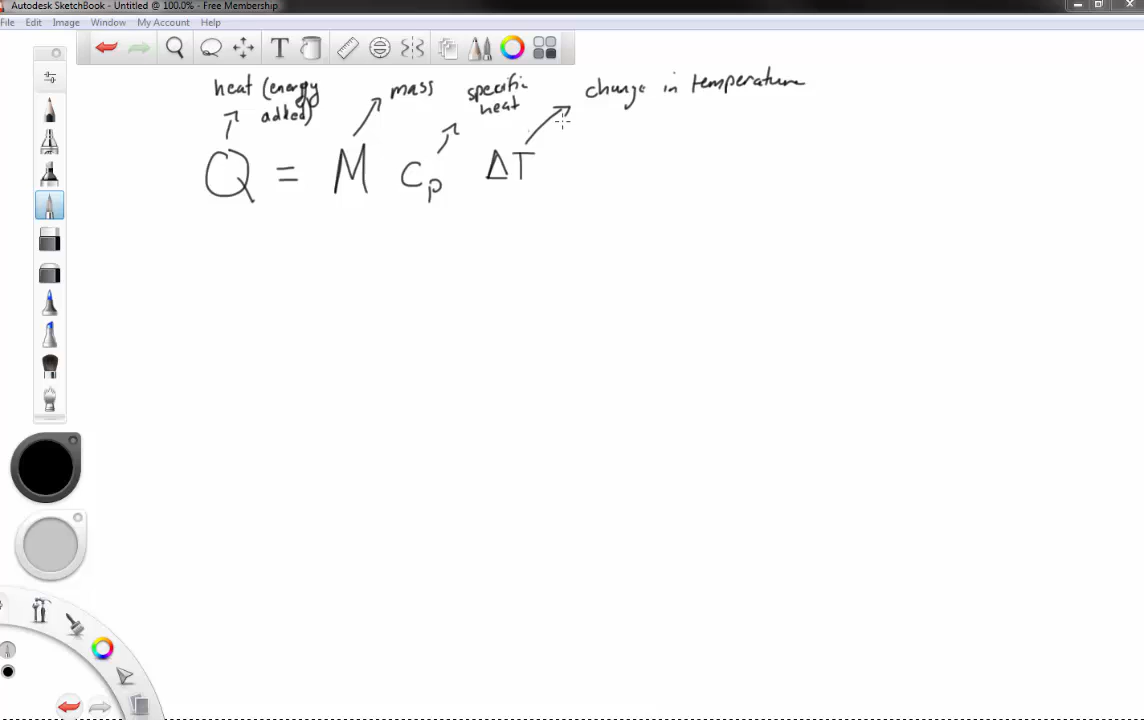 Autodesk SketchBook - Untitled @ 100.0% - Free Membership
File Edit Image Window My Account Help
T
heat (energy added)
mass
specific heat
change in temperature
Q = M Cp ΔT